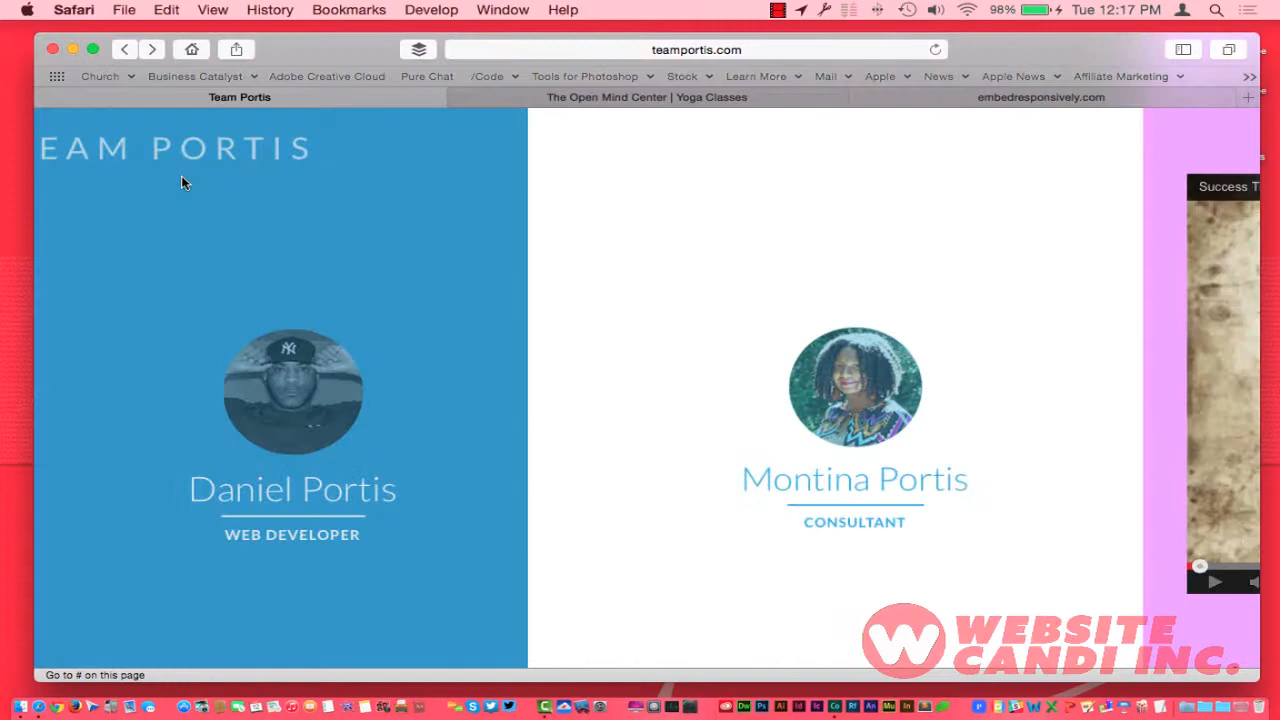 Safari File Edit View History Bookmarks Develop Window Help 98% Tue 12:17 PM
teamportis.com
Church Business Catalyst Adobe Creative Cloud Pure Chat /Code Tools for Photoshop Stock Learn More Mail Apple News Apple News Affiliate Marketing >>
Team Portis The Open Mind Center | Yoga Classes embedresponsively.com +
EAM PORTIS
Success T
Daniel Portis
WEB DEVELOPER
Montina Portis
CONSULTANT
WEBSITE
CANDI INC.
Go to # on this page